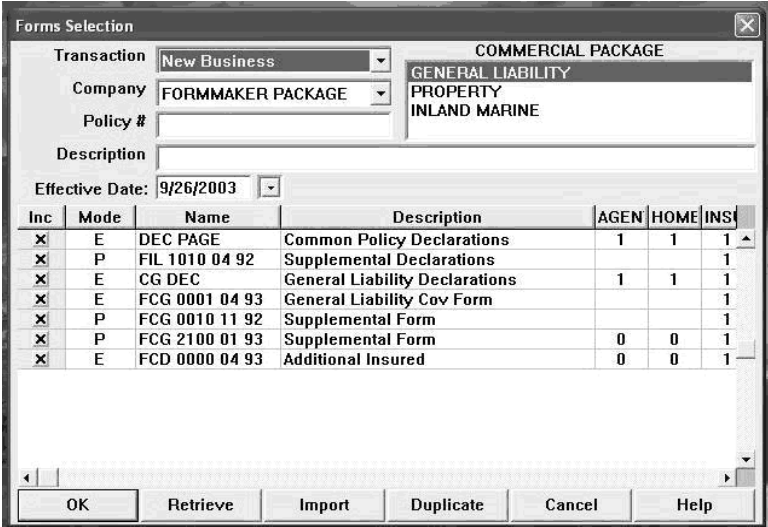 Forms Selection
Transaction New Business COMMERCIAL PACKAGE
GENERAL LIABILITY
Company FORMMAKER PACKAGE PROPERTY
INLAND MARINE
Policy #
Description
Effective Date: 9/26/2003
Inc Mode Name Description AGEN HOME INSU
X E DEC PAGE Common Policy Declarations 1 1 1
X P FIL 1010 04 92 Supplemental Declarations 1
X E CG DEC General Liability Declarations 1 1 1
X E FCG 0001 04 93 General Liability Cov Form 1
X P FCG 0010 11 92 Supplemental Form 1
X P FCG 2100 01 93 Supplemental Form 0 0 1
X E FCD 0000 04 93 Additional Insured 0 0 1
OK Retrieve Import Duplicate Cancel Help